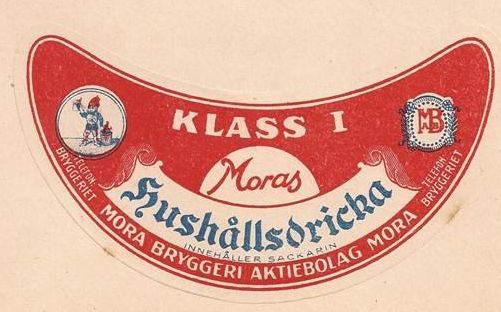 KLASS I
Moras
Hushållsdricka
INNEHÅLLER SACKARIN
MORA BRYGGERI AKTIEBOLAG MORA
TELEFON
BRYGGERIET
MB
TELEFON
BRYGGERIET